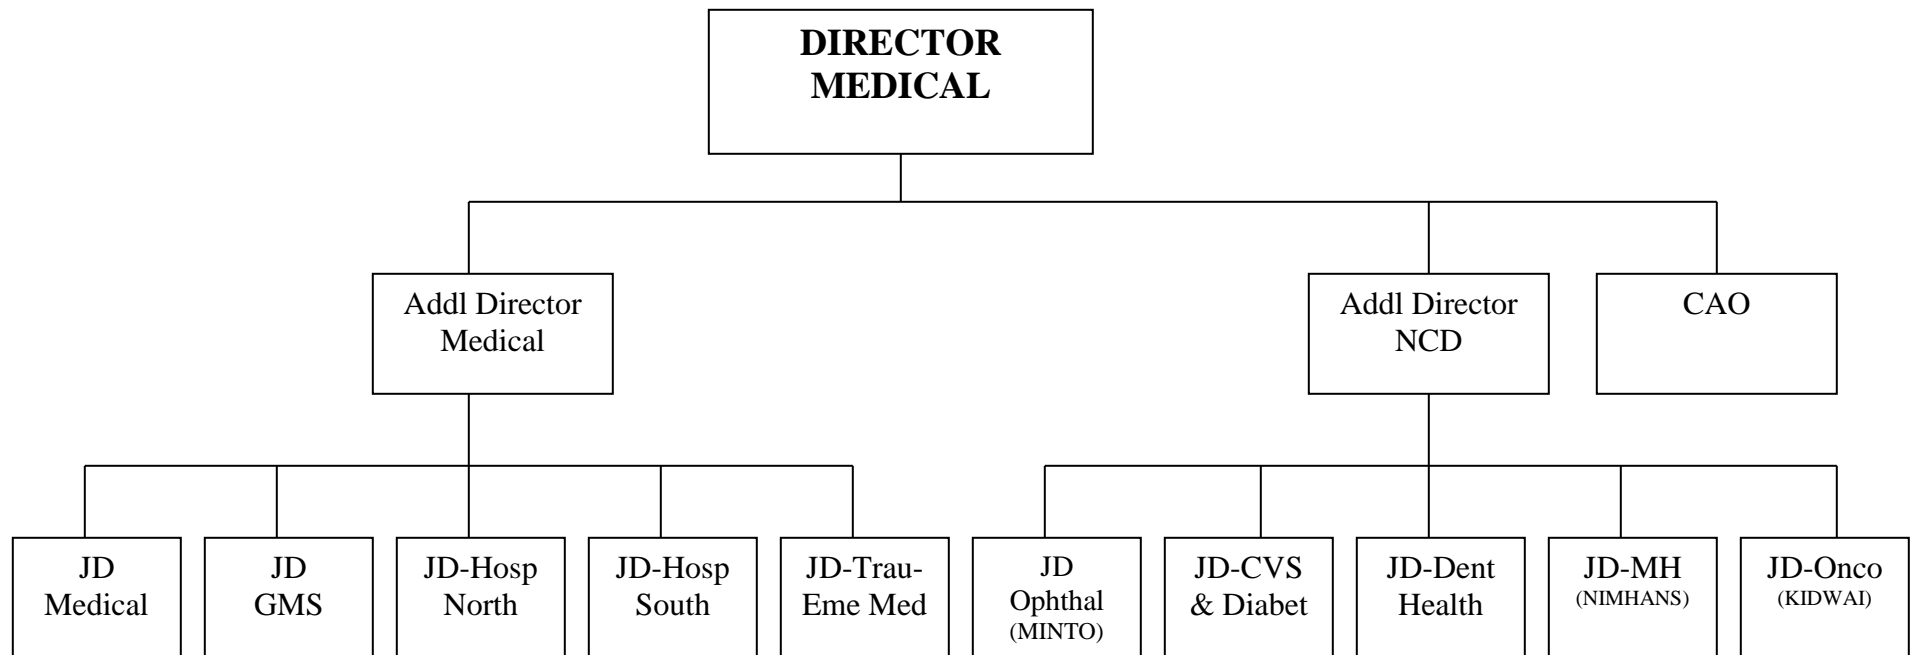 DIRECTOR
MEDICAL
Addl Director
Medical
Addl Director
NCD
CAO
JD
Medical
JD
GMS
JD-Hosp
North
JD-Hosp
South
JD-Trau-
Eme Med
JD
Ophthal
(MINTO)
JD-CVS
& Diabet
JD-Dent
Health
JD-MH
(NIMHANS)
JD-Onco
(KIDWAI)